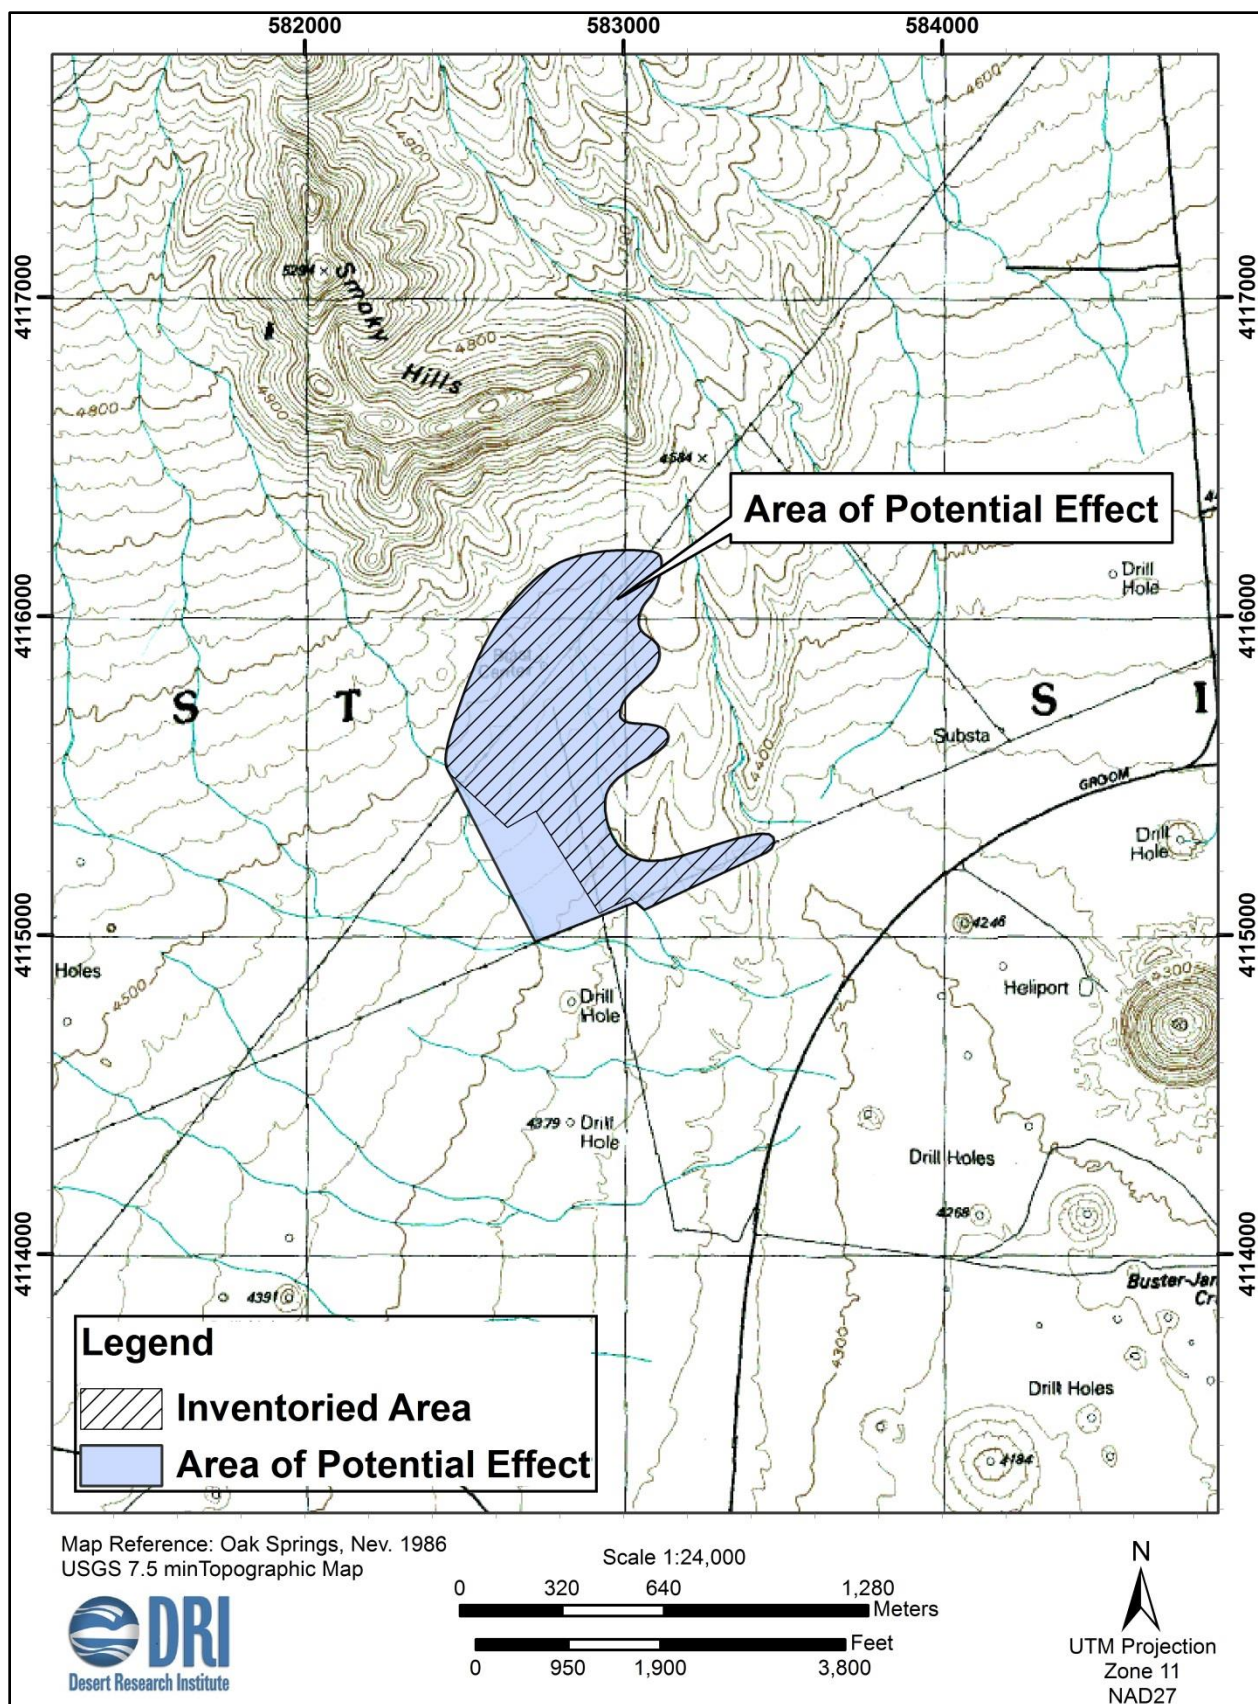 582000
583000
584000
4600
4900
4700
5294
Smoky
Hills
4117000
4117000
4800
4900
4800
4584
Area of Potential Effect
Drill
Hole
4116000
4116000
S
T
S
I
Substa
4400
GROOM
Drill
Hole
4246
4115000
4115000
Holes
4500
4300
Heliport
Drill
Hole
4379
Drill
Hole
Drill Holes
4268
4114000
4114000
Buster-Jan
Cr
4391
4300
Drill Holes
4184
Legend
Inventoried Area
Area of Potential Effect
Map Reference: Oak Springs, Nev. 1986
USGS 7.5 minTopographic Map
DRI
Desert Research Institute
Scale 1:24,000
0 320 640 1,280
Meters
Feet
0 950 1,900 3,800
N
UTM Projection
Zone 11
NAD27